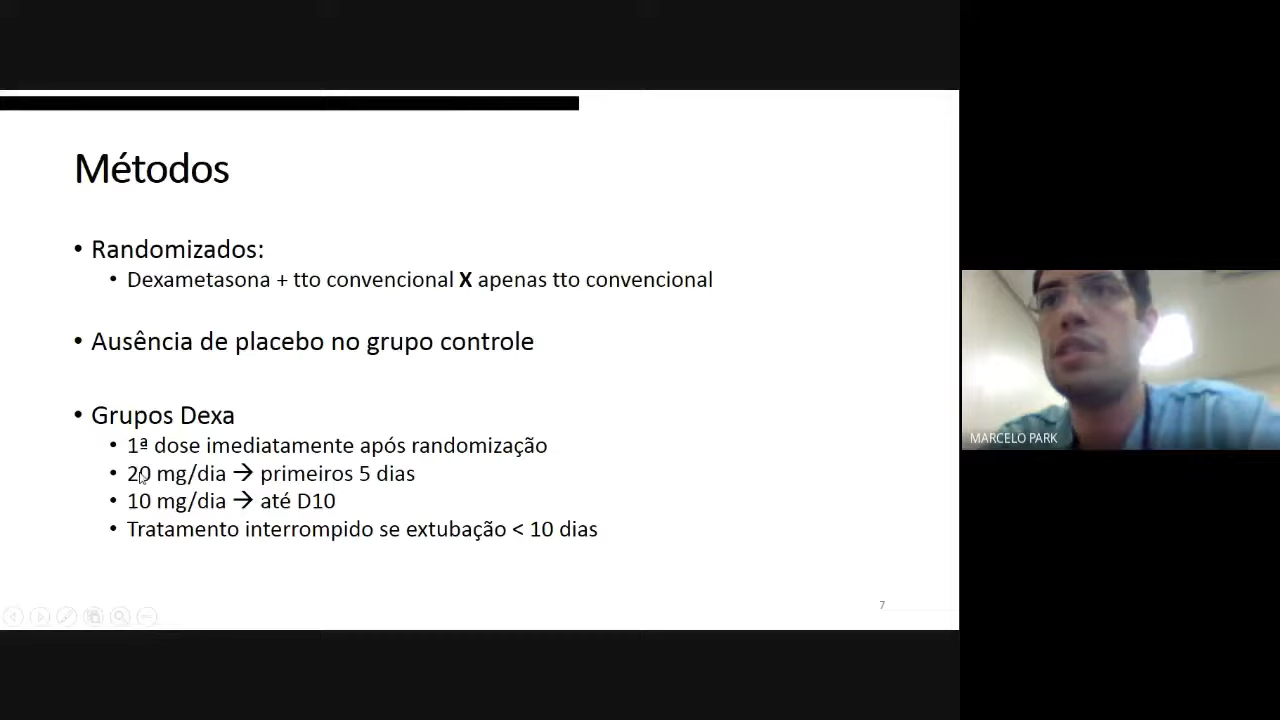 Métodos
• Randomizados:
• Dexametasona + tto convencional X apenas tto convencional
• Ausência de placebo no grupo controle
• Grupos Dexa
• 1ª dose imediatamente após randomização
• 20 mg/dia → primeiros 5 dias
• 10 mg/dia → até D10
• Tratamento interrompido se extubação < 10 dias
7
MARCELO PARK